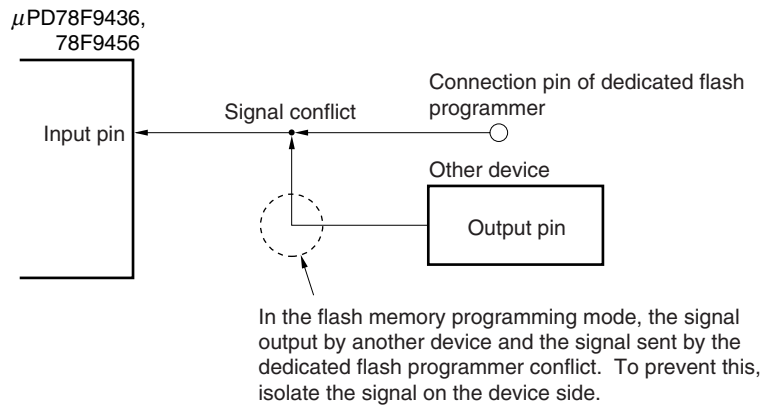 μPD78F9436,
78F9456
Input pin
Signal conflict
Connection pin of dedicated flash
programmer
Other device
Output pin
In the flash memory programming mode, the signal
output by another device and the signal sent by the
dedicated flash programmer conflict.  To prevent this,
isolate the signal on the device side.